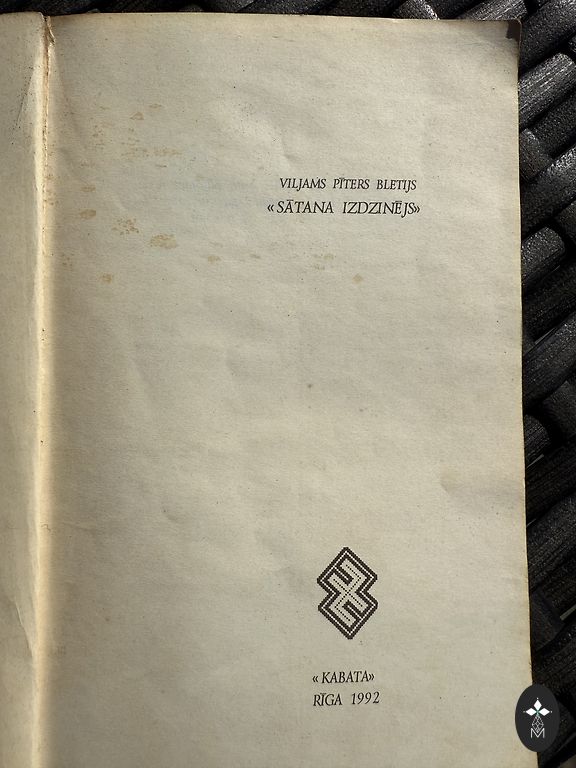 VILJAMS PĪTERS BLETIJS
«SĀTANA IZDZINĒJS»
«KABATA»
RĪGA 1992
M